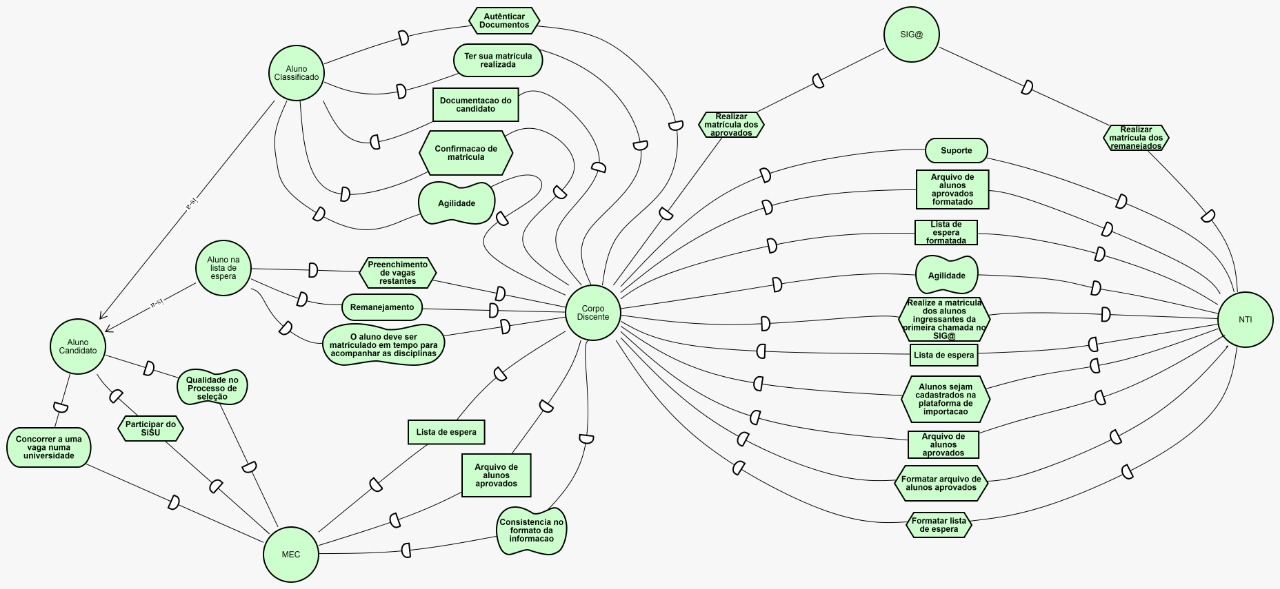 Autênticar
Documentos
SIG@
Aluno
Classificado
Ter sua matrícula
realizada
Documentacao do
candidato
Realizar
matrícula dos
aprovados
Realizar
matrícula dos
remanejados
Confirmacao de
matrícula
Suporte
Arquivo de
alunos
aprovados
formatado
Agilidade
is-a
Lista de
espera
formatada
Aluno na
lista de
espera
Preenchimento
de vagas
restantes
Agilidade
is-a
Remanejamento
Corpo
Discente
Realize a matricula
dos alunos
ingressantes da
primeira chamada no
SIG@
NTI
O aluno deve ser
matriculado em tempo para
acompanhar as disciplinas
Aluno
Candidato
Lista de espera
Qualidade no
Processo de
seleção
Alunos sejam
cadastrados na
plataforma de
importacao
Participar do
SiSU
Lista de espera
Concorrer a uma
vaga numa
universidade
Arquivo de
alunos
aprovados
Arquivo de
alunos
aprovados
Formatar arquivo de
alunos aprovados
Consistencia no
formato da
informacao
Formatar lista
de espera
MEC